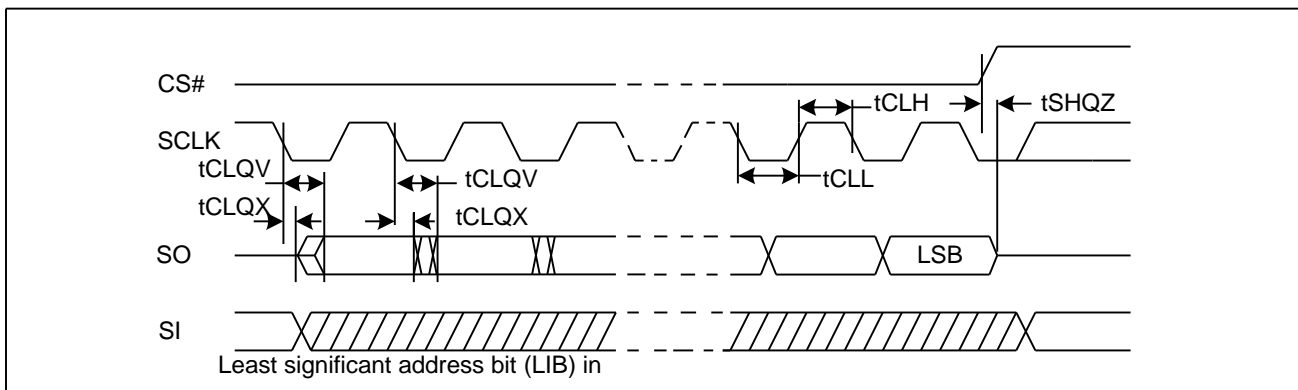 CS#
tCLH
tSHQZ
SCLK
tCLQV
tCLQV
tCLL
tCLQX
tCLQX
SO
LSB
SI
Least significant address bit (LIB) in